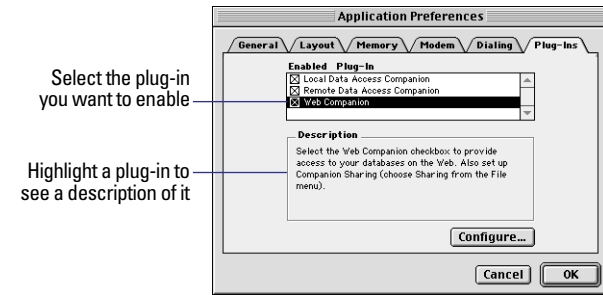 Application Preferences
General Layout Memory Modem Dialing Plug-Ins
Enabled Plug-In
Local Data Access Companion
Remote Data Access Companion
Web Companion
Select the plug-in
you want to enable
Description
Select the Web Companion checkbox to provide
access to your databases on the Web. Also set up
Companion Sharing (choose Sharing from the File
menu).
Highlight a plug-in to
see a description of it
Configure...
Cancel OK